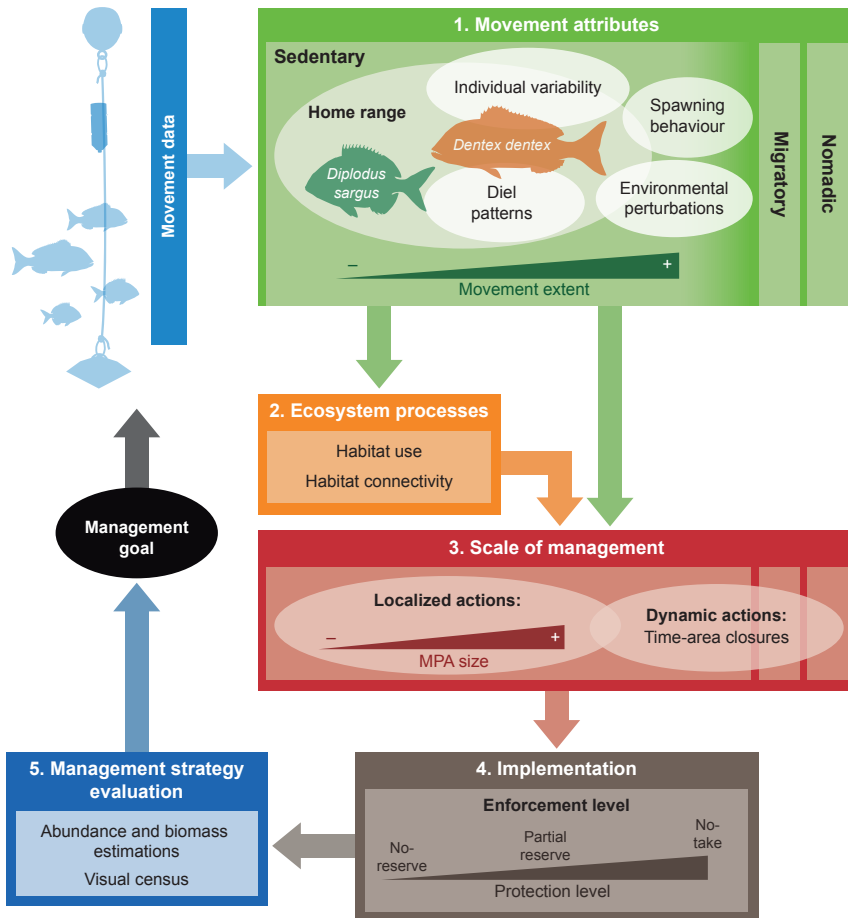 Movement data
1. Movement attributes
Sedentary
Home range
Individual variability
Dentex dentex
Diplodus
sargus
Diel
patterns
Spawning
behaviour
Environmental
perturbations
–
+
Movement extent
Migratory
Nomadic
2. Ecosystem processes
Habitat use
Habitat connectivity
Management
goal
3. Scale of management
Localized actions:
–
+
MPA size
Dynamic actions:
Time-area closures
4. Implementation
Enforcement level
No-
reserve
Partial
reserve
No-
take
Protection level
5. Management strategy
evaluation
Abundance and biomass
estimations
Visual census